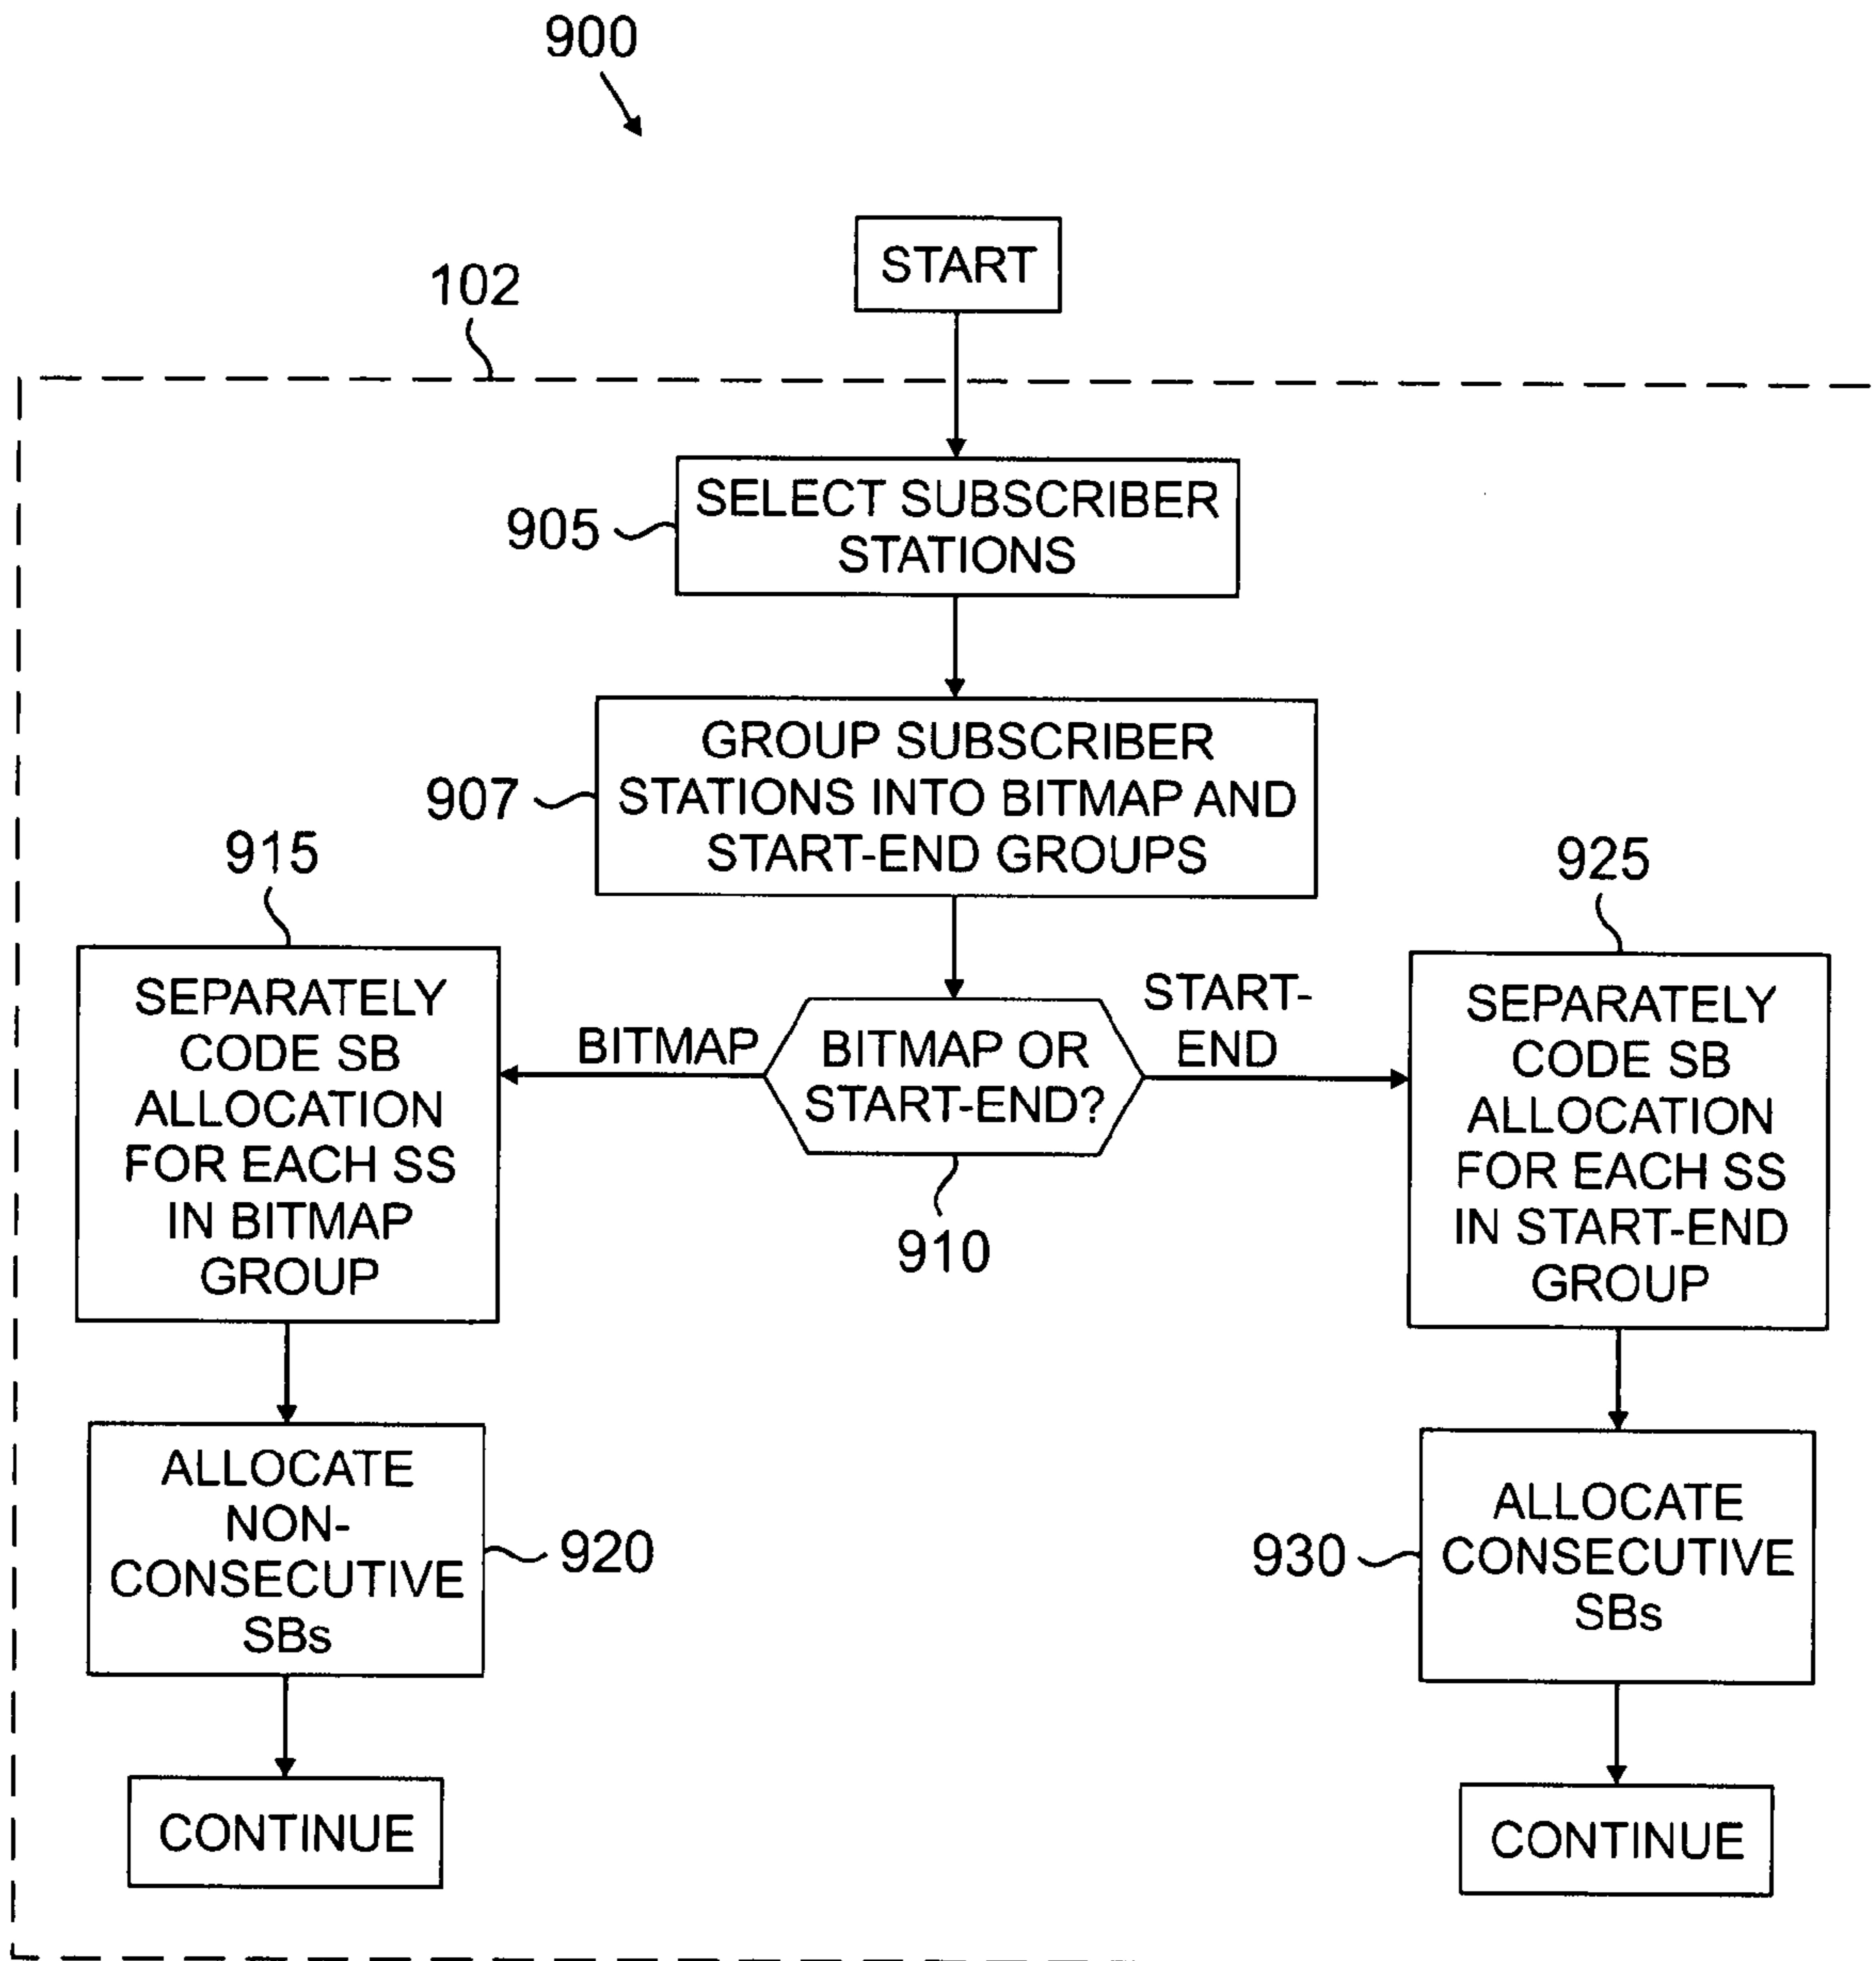 900
START
102
SELECT SUBSCRIBER
STATIONS
905
GROUP SUBSCRIBER
STATIONS INTO BITMAP AND
START-END GROUPS
907
915
925
SEPARATELY
CODE SB
ALLOCATION
FOR EACH SS
IN BITMAP
GROUP
BITMAP
BITMAP OR
START-END?
910
START-
END
SEPARATELY
CODE SB
ALLOCATION
FOR EACH SS
IN START-END
GROUP
ALLOCATE
NON-
CONSECUTIVE
SBs
920
930
ALLOCATE
CONSECUTIVE
SBs
CONTINUE
CONTINUE